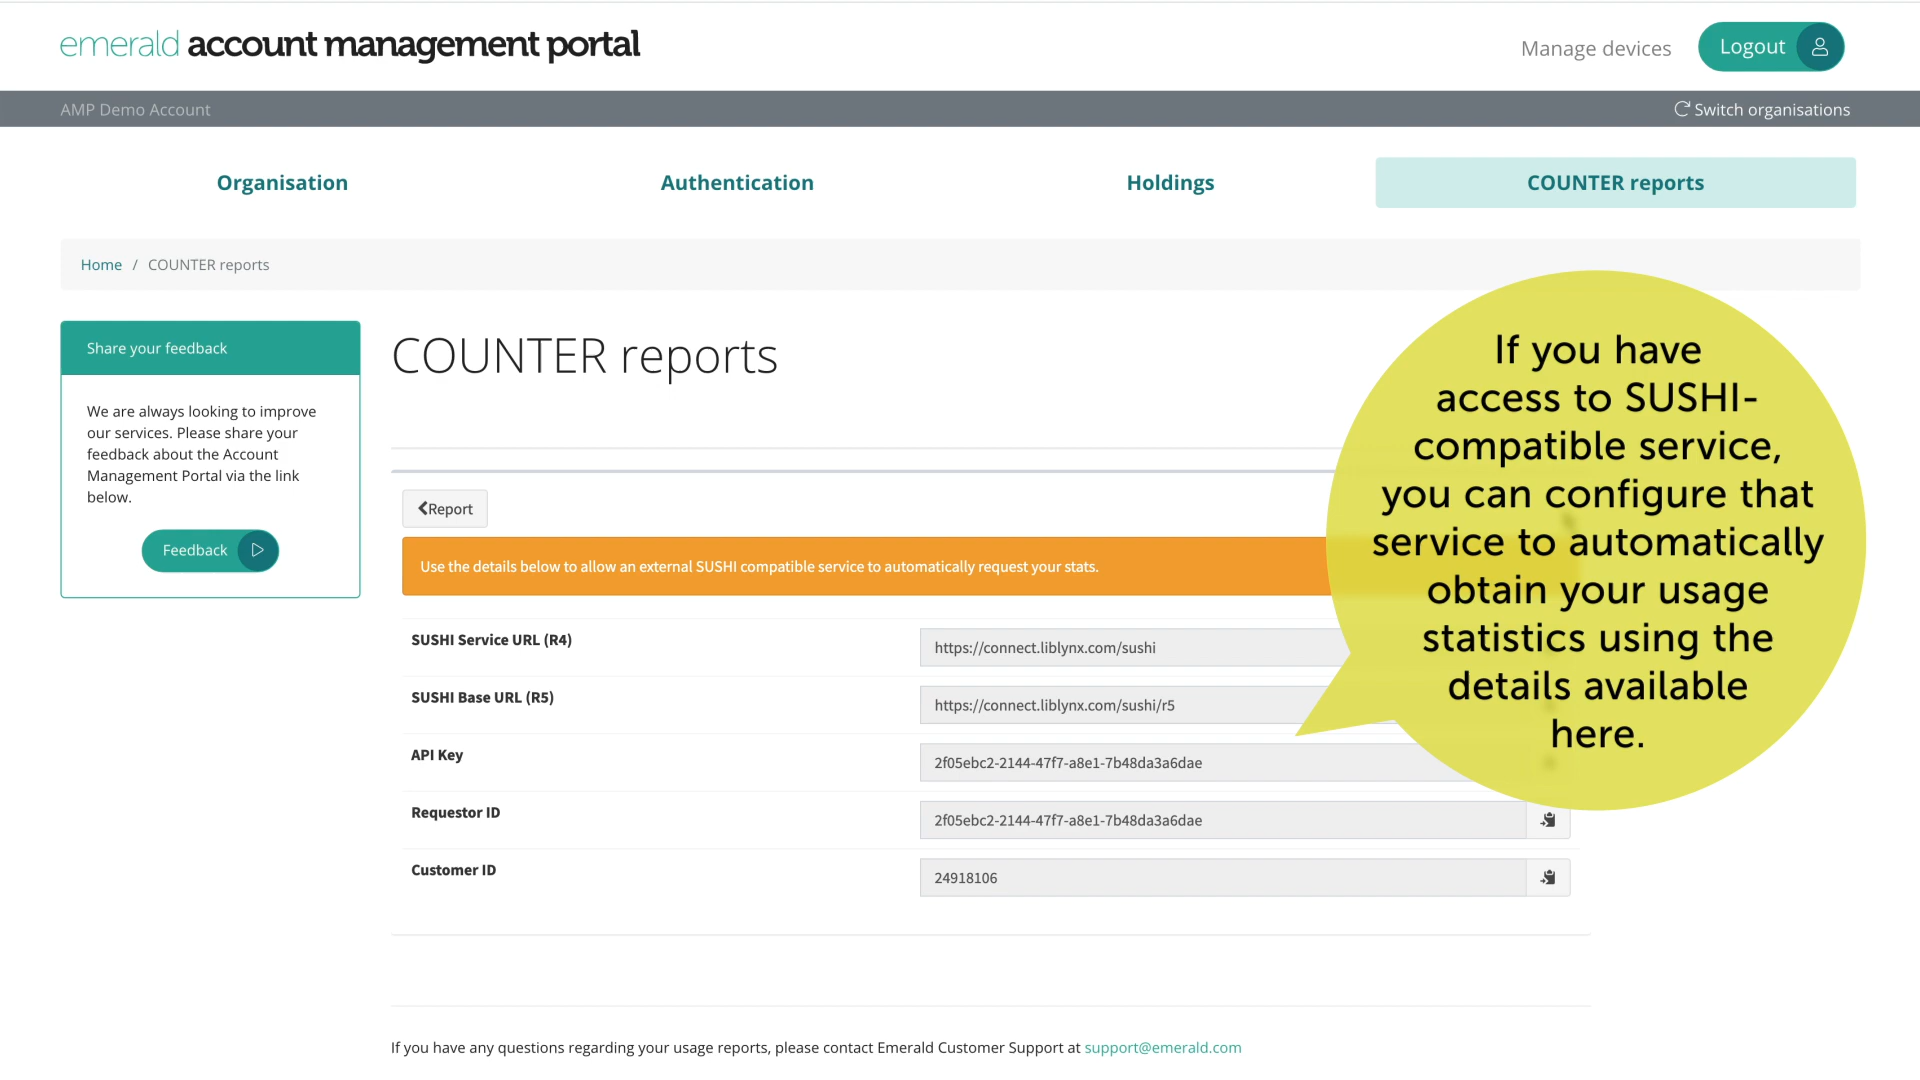 emerald account management portal
Manage devices
Logout
AMP Demo Account
Switch organisations
Organisation
Authentication
Holdings
COUNTER reports
Home / COUNTER reports
Share your feedback
We are always looking to improve
our services. Please share your
feedback about the Account
Management Portal via the link
below.
Feedback
COUNTER reports
Report
Use the details below to allow an external SUSHI compatible service to automatically request your stats.
SUSHI Service URL (R4)
https://connect.liblynx.com/sushi
SUSHI Base URL (R5)
https://connect.liblynx.com/sushi/r5
API Key
2f05ebc2-2144-47f7-a8e1-7b48da3a6dae
Requestor ID
2f05ebc2-2144-47f7-a8e1-7b48da3a6dae
Customer ID
24918106
If you have
access to SUSHI-
compatible service,
you can configure that
service to automatically
obtain your usage
statistics using the
details available
here.
If you have any questions regarding your usage reports, please contact Emerald Customer Support at support@emerald.com